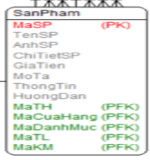 SanPham
MaSP (PK)
TenSP
AnhSP
ChiTietSP
GiaTien
MoTa
ThongTin
HuongDan
MaTH (PFK)
MaCuaHang (PFK)
MaDanhMuc (PFK)
MaTL (PFK)
MaKM (PFK)